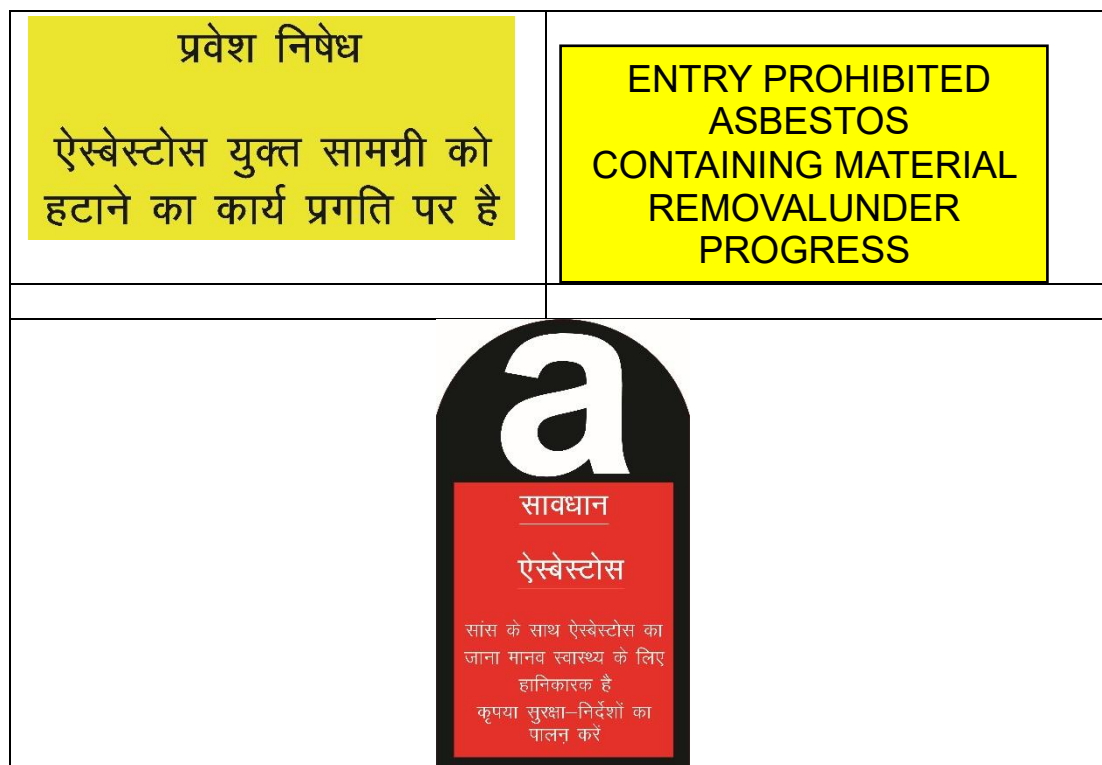 प्रवेश निषेध
ऐस्बेस्टोस युक्त सामग्री को
हटाने का कार्य प्रगति पर है
ENTRY PROHIBITED
ASBESTOS
CONTAINING MATERIAL
REMOVALUNDER
PROGRESS
a
सावधान
ऐस्बेस्टोस
सांस के साथ ऐस्बेस्टोस का
जाना मानव स्वास्थ्य के लिए
हानिकारक है
कृपया सुरक्षा–निर्देशों का
पालऩ करें